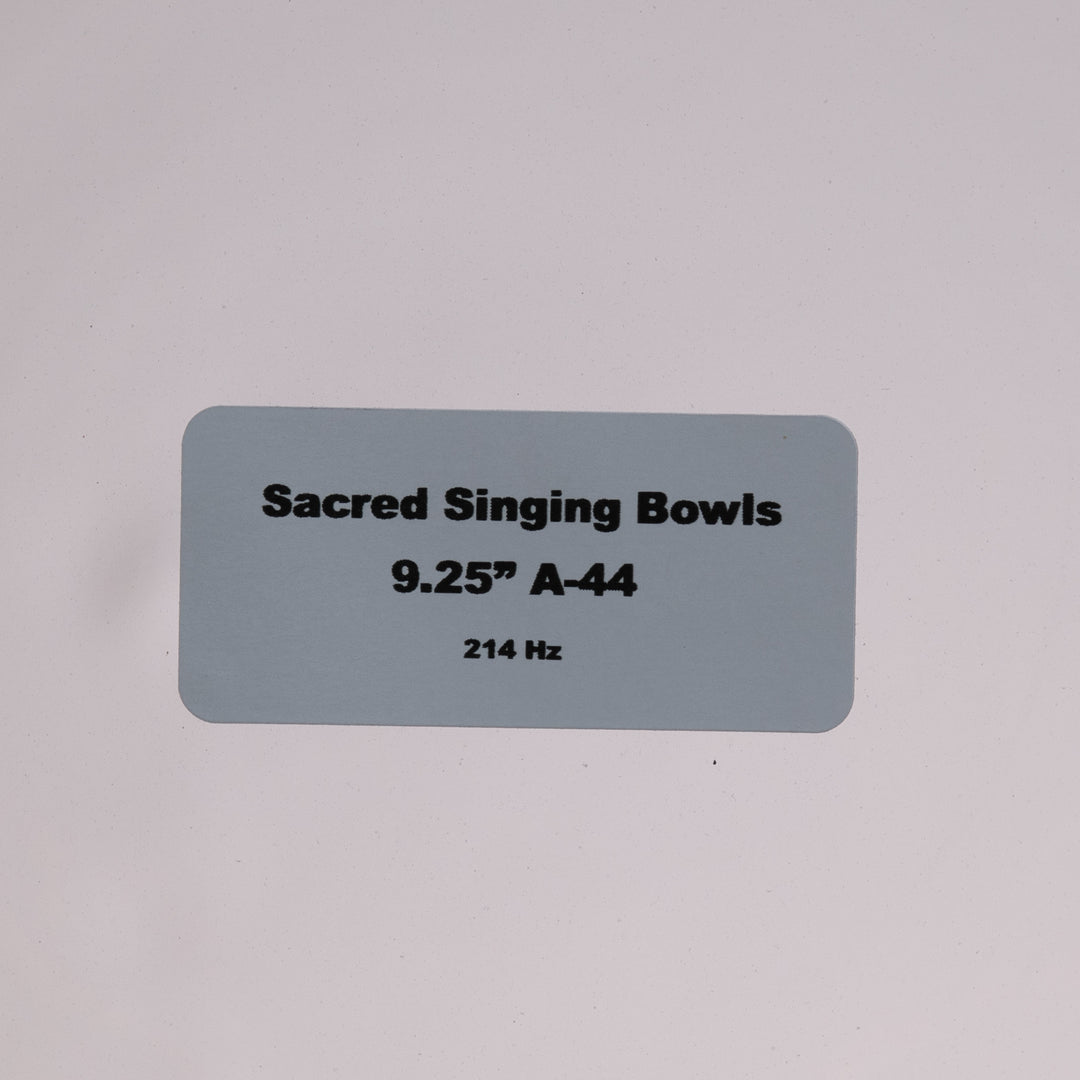 Sacred Singing Bowls
9.25” A-44
214 Hz